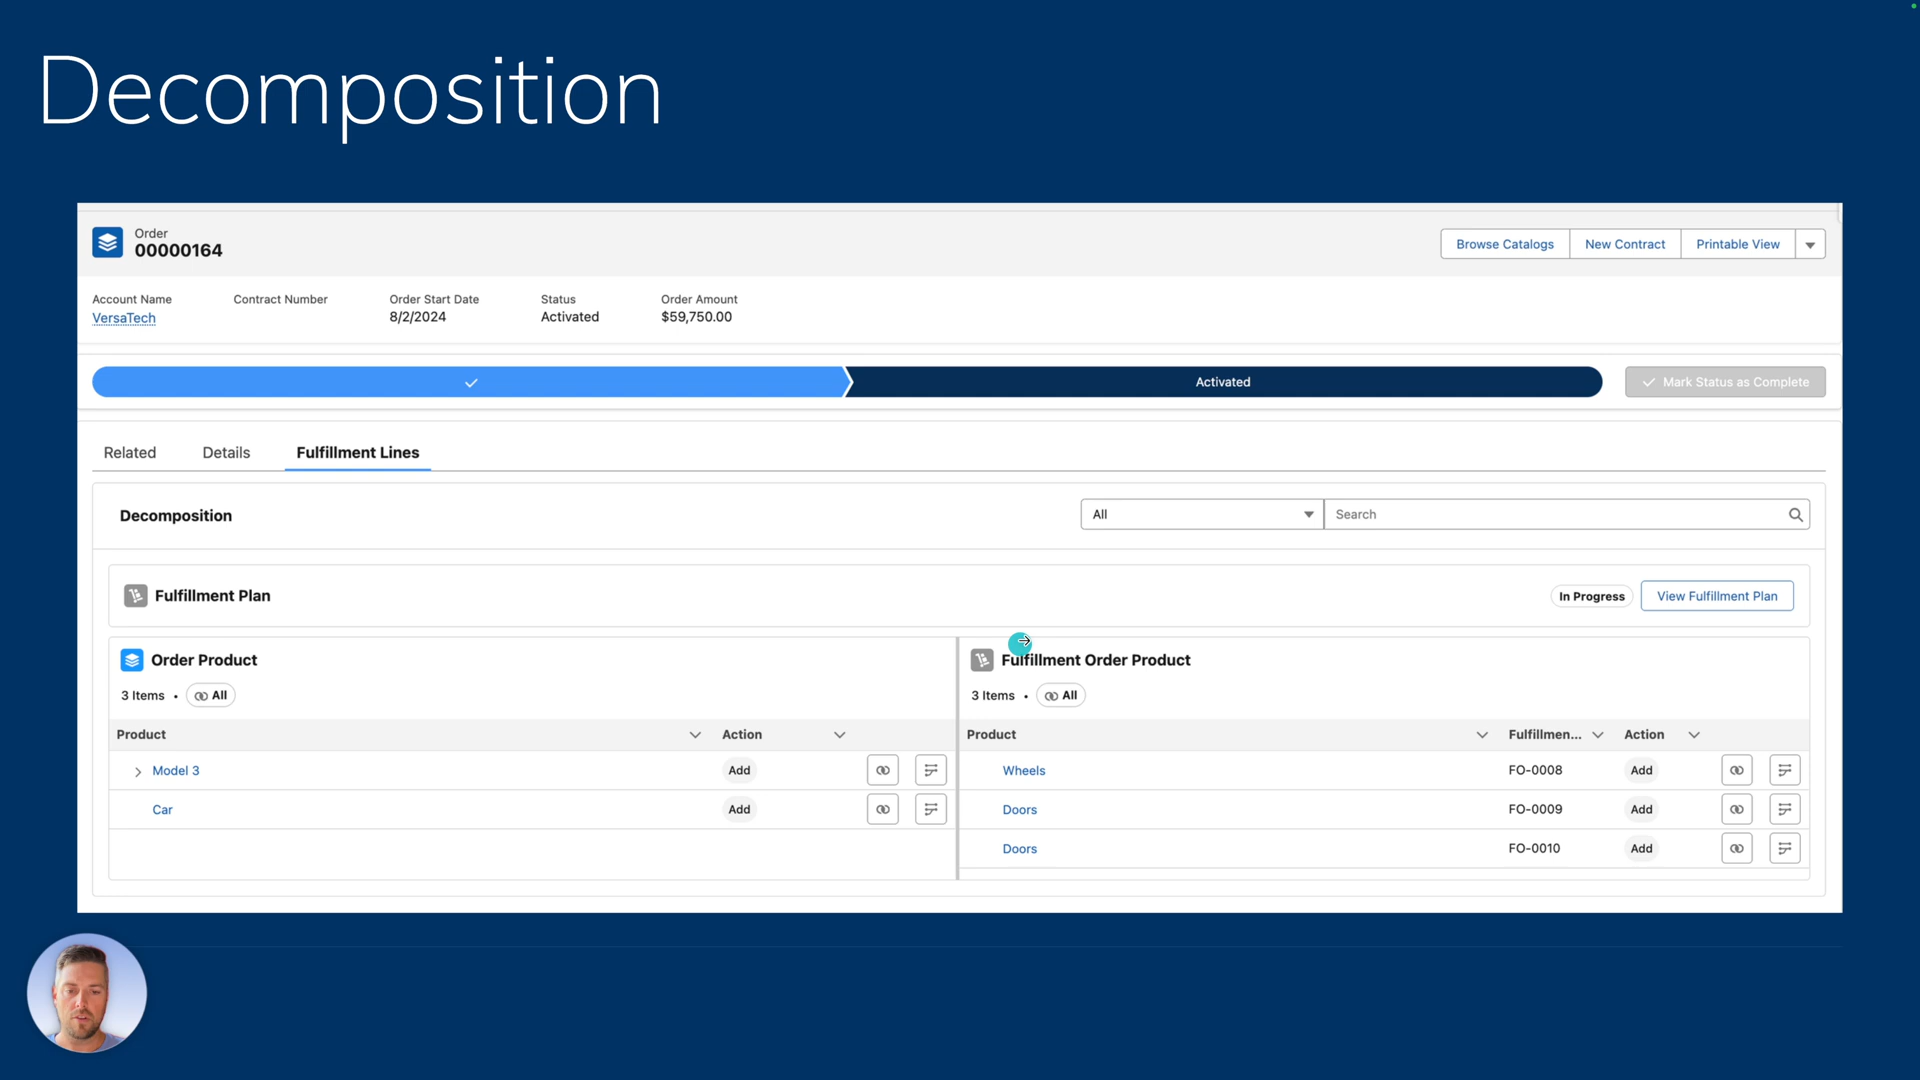 Decomposition
Order
00000164
Browse Catalogs
New Contract
Printable View
Account Name
Contract Number
Order Start Date
Status
Order Amount
VersaTech
8/2/2024
Activated
$59,750.00
Activated
Mark Status as Complete
Related
Details
Fulfillment Lines
Decomposition
All
Search
Fulfillment Plan
In Progress
View Fulfillment Plan
Order Product
3 Items • All
Product
Action
Model 3
Add
Car
Add
Fulfillment Order Product
3 Items • All
Product
Fulfillmen...
Action
Wheels
FO-0008
Add
Doors
FO-0009
Add
Doors
FO-0010
Add